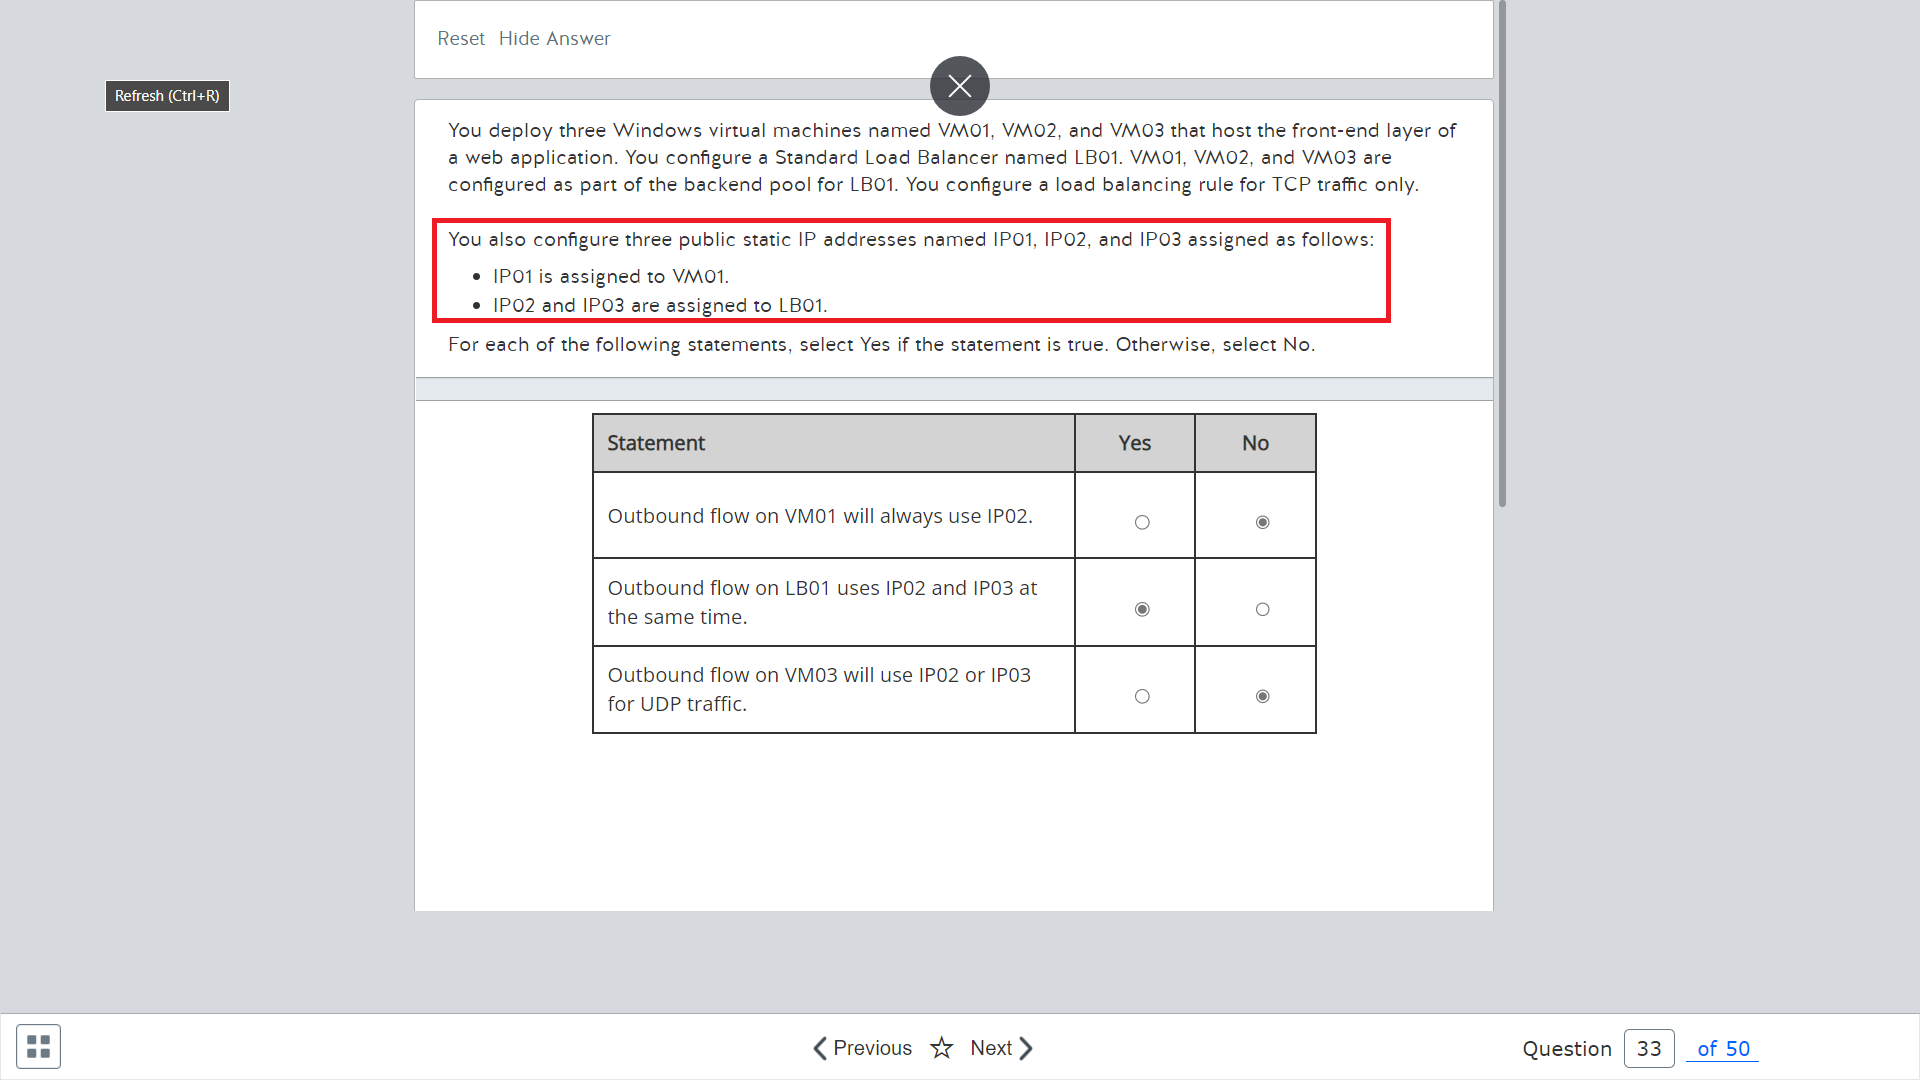 Reset Hide Answer
Refresh (Ctrl+R)
You deploy three Windows virtual machines named VM01, VM02, and VM03 that host the front-end layer of
a web application. You configure a Standard Load Balancer named LB01. VM01, VM02, and VM03 are
configured as part of the backend pool for LB01. You configure a load balancing rule for TCP traffic only.
You also configure three public static IP addresses named IP01, IP02, and IP03 assigned as follows:
• IP01 is assigned to VM01.
• IP02 and IP03 are assigned to LB01.
For each of the following statements, select Yes if the statement is true. Otherwise, select No.
Statement Yes No
Outbound flow on VM01 will always use IP02.
Outbound flow on LB01 uses IP02 and IP03 at
the same time.
Outbound flow on VM03 will use IP02 or IP03
for UDP traffic.
Previous Next Question 33 of 50